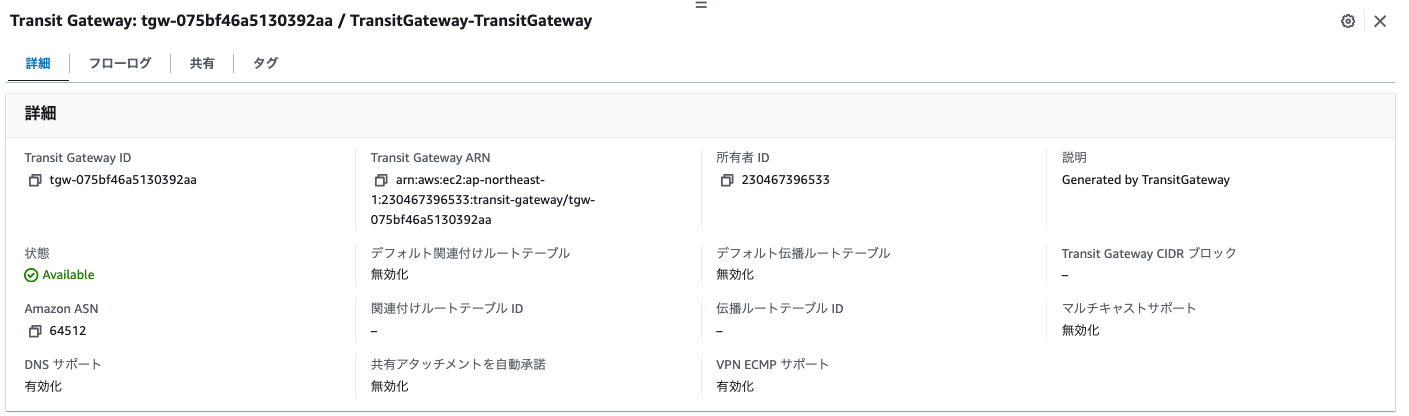 Transit Gateway: tgw-075bf46a5130392aa / TransitGateway-TransitGateway
詳細
フローログ
共有
タグ
詳細
Transit Gateway ID
tgw-075bf46a5130392aa
Transit Gateway ARN
arn:aws:ec2:ap-northeast-
1:230467396533:transit-gateway/tgw-
075bf46a5130392aa
所有者 ID
230467396533
説明
Generated by TransitGateway
状態
Available
デフォルト関連付けルートテーブル
無効化
デフォルト伝播ルートテーブル
無効化
Transit Gateway CIDR ブロック
–
Amazon ASN
64512
関連付けルートテーブル ID
–
伝播ルートテーブル ID
–
マルチキャストサポート
無効化
DNS サポート
有効化
共有アタッチメントを自動承諾
無効化
VPN ECMP サポート
有効化